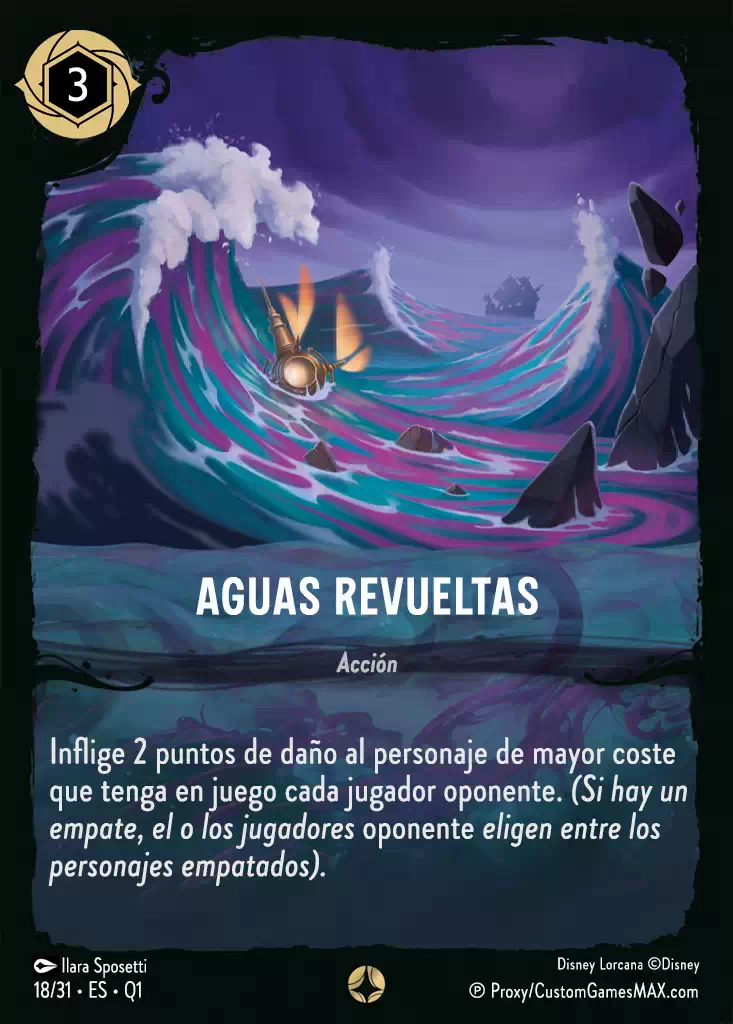 3
AGUAS REVUELTAS
Acción
Inflige 2 puntos de daño al personaje de mayor coste
que tenga en juego cada jugador oponente. (Si hay un
empate, el o los jugadores oponente eligen entre los
personajes empatados).
Ilara Sposetti
Disney Lorcana ©Disney
18/31 • ES • Q1
Ⓟ Proxy/CustomGamesMAX.com